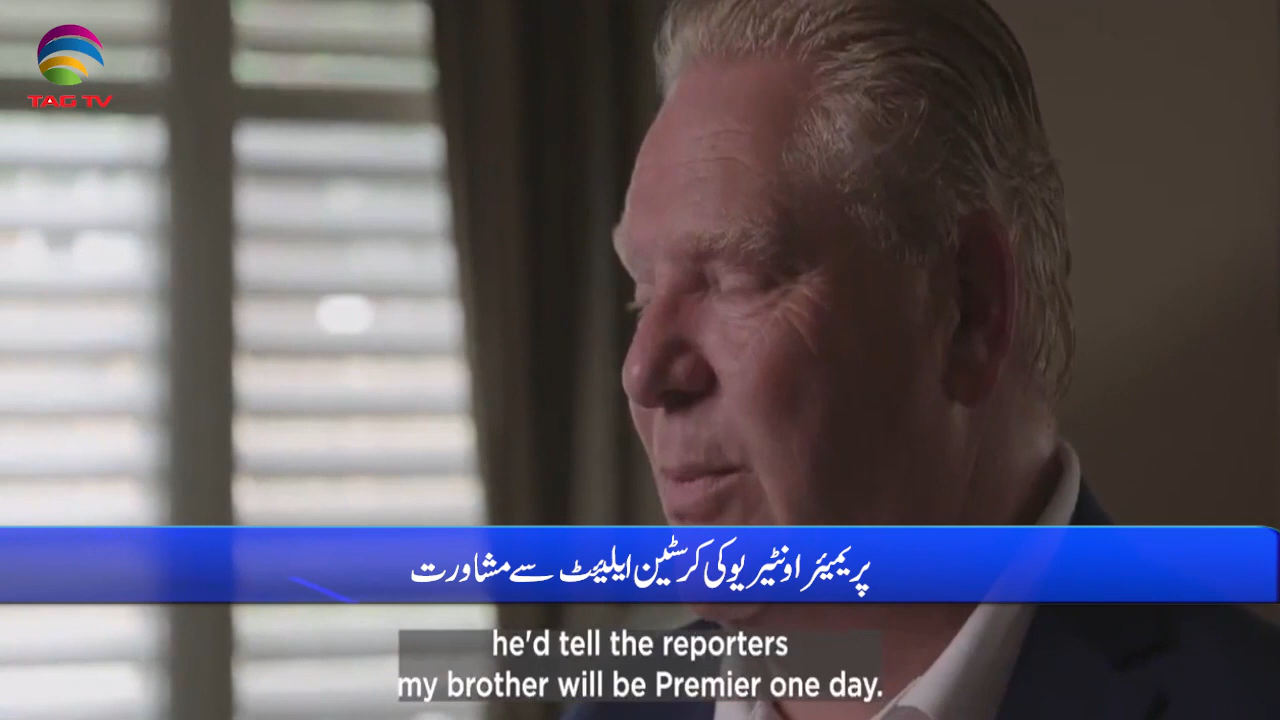 TAG TV
پریمیئر اونٹیریو کی کرسٹین ایلیٹ سے مشاورت
he'd tell the reporters
my brother will be Premier one day.